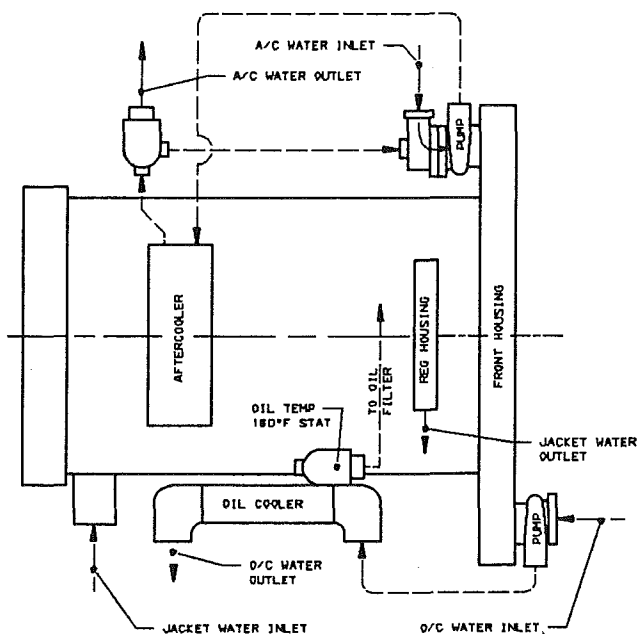 A/C WATER INLET
A/C WATER OUTLET
PUMP
AFTERCOOLER
REG HOUSING
FRONT HOUSING
TO OIL
FILTER
OIL TEMP
180°F STAT
JACKET WATER
OUTLET
OIL COOLER
PUMP
O/C WATER
OUTLET
JACKET WATER INLET
O/C WATER INLET